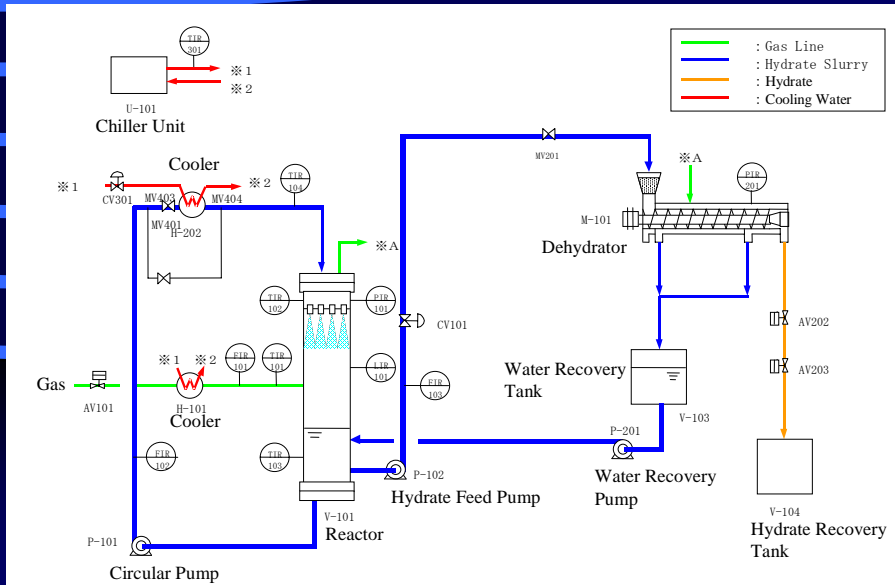 TIR
301
※1
※2
U-101
Chiller Unit
: Gas Line
: Hydrate Slurry
: Hydrate
: Cooling Water
Cooler
※1
※2
CV301
MV403
MV404
MV401
H-202
TIR
104
※A
MV201
※A
PIR
201
M-101
Dehydrator
TIR
102
PIR
101
CV101
AV202
※1
※2
FIR
101
TIR
101
LIR
101
FIR
103
Water Recovery
Tank
AV203
Gas
AV101
H-101
Cooler
V-103
FIR
102
TIR
103
P-102
P-201
Hydrate Feed Pump
Water Recovery
Pump
V-101
Reactor
V-104
Hydrate Recovery
Tank
P-101
Circular Pump